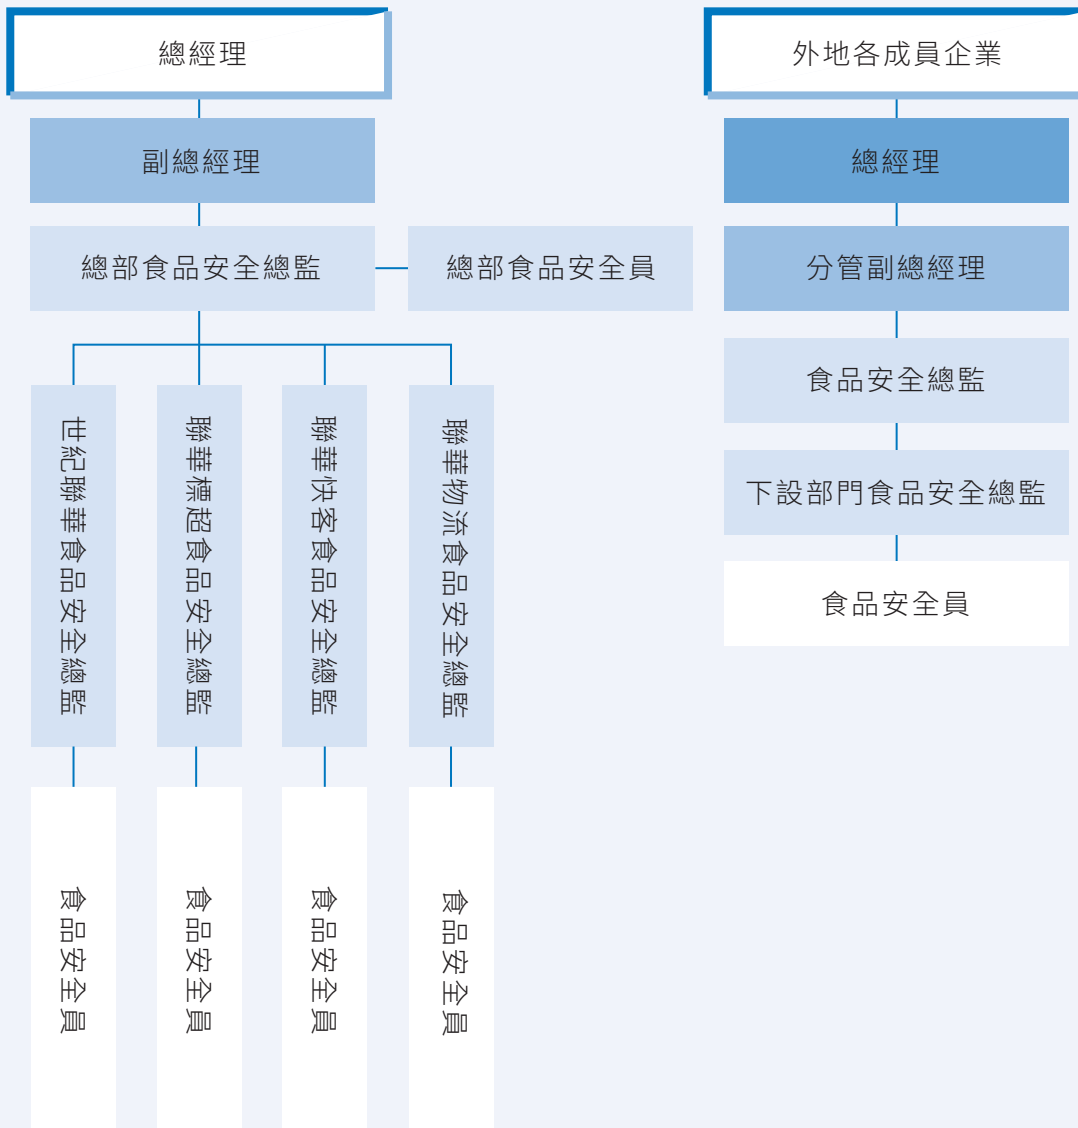 總經理
副總經理
總部食品安全總監
總部食品安全員
世紀聯華食品安全總監
聯華標超食品安全總監
聯華快客食品安全總監
聯華物流食品安全總監
食品安全員
食品安全員
食品安全員
食品安全員
外地各成員企業
總經理
分管副總經理
食品安全總監
下設部門食品安全總監
食品安全員